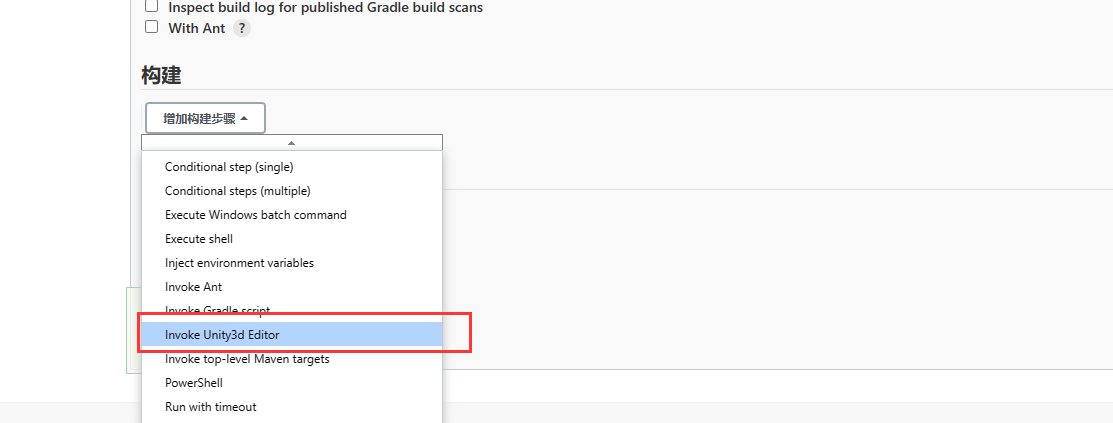 Inspect build log for published Gradle build scans
With Ant ?
构建
增加构建步骤
Conditional step (single)
Conditional steps (multiple)
Execute Windows batch command
Execute shell
Inject environment variables
Invoke Ant
Invoke Gradle script
Invoke Unity3d Editor
Invoke top-level Maven targets
PowerShell
Run with timeout